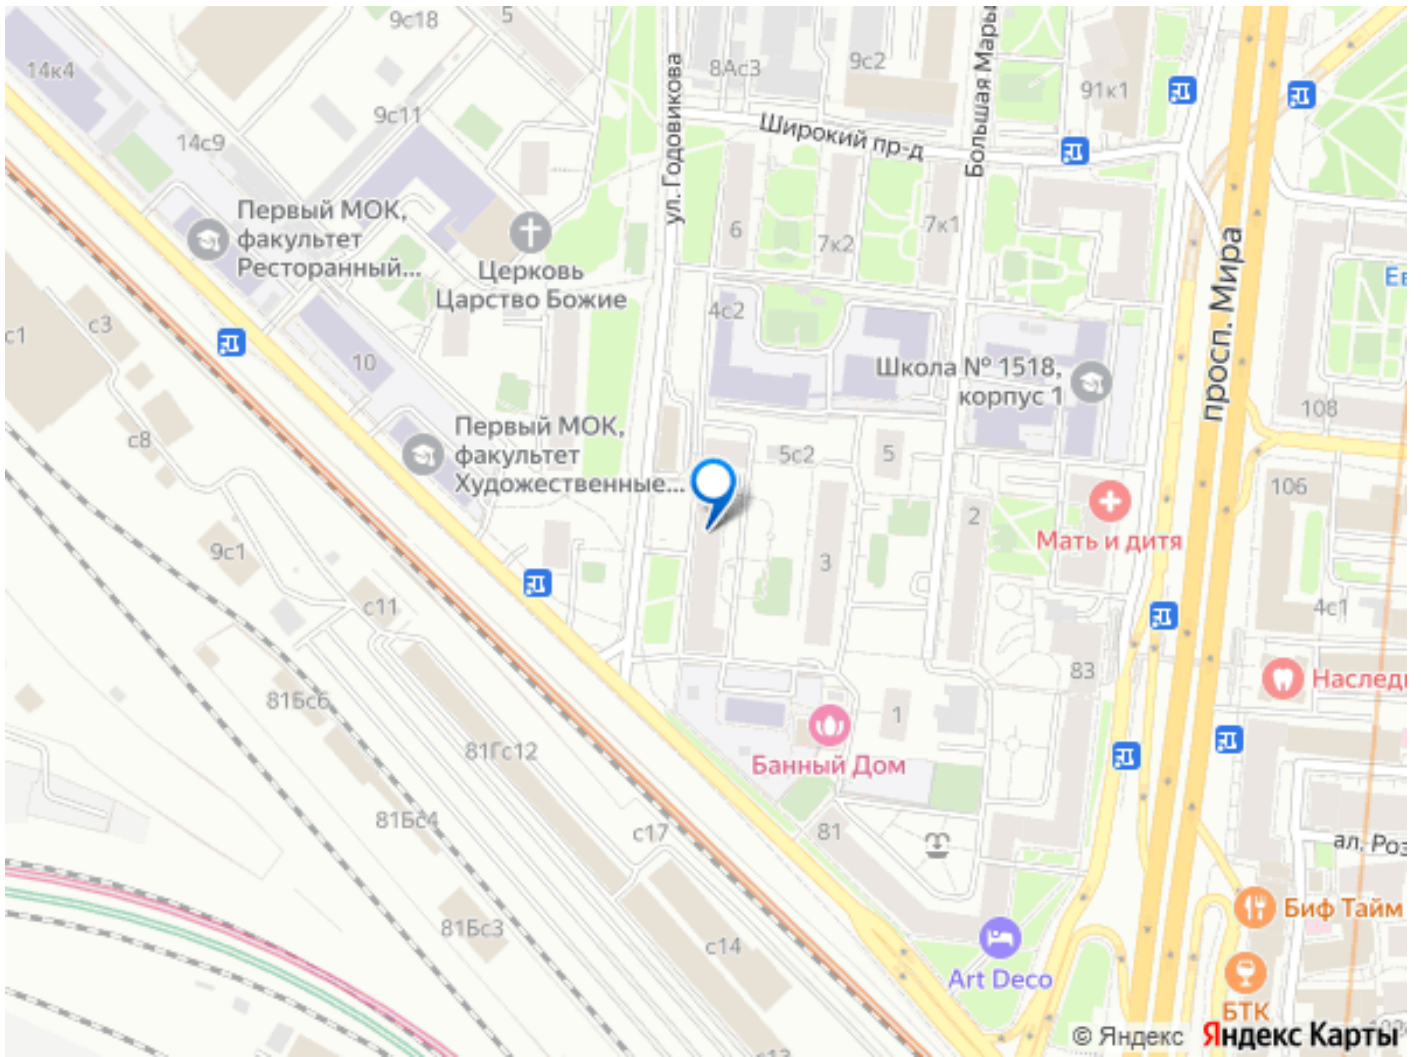 9с18
5
14к4
ул. Годовикова
8Ас3
9с2
Большая Марь
91к1
9с11
14с9
Широкий пр-д
Первый МОК,
факультет
Ресторанный...
6
7к2
7к1
просп. Мира
Церковь
Царство Божие
4с2
с1
с3
10
Школа № 1518,
корпус 1
108
с8
Первый МОК,
факультет
Художественные...
5с2
5
106
2
Мать и дитя
9с1
3
с11
4с1
83
Наслед
81Бс6
1
81Гс12
Банный Дом
81Бс4
с17
81
ал. Роз
81Бс3
с14
Биф Тайм
Art Deco
БТК
© Яндекс
Яндекс Карты